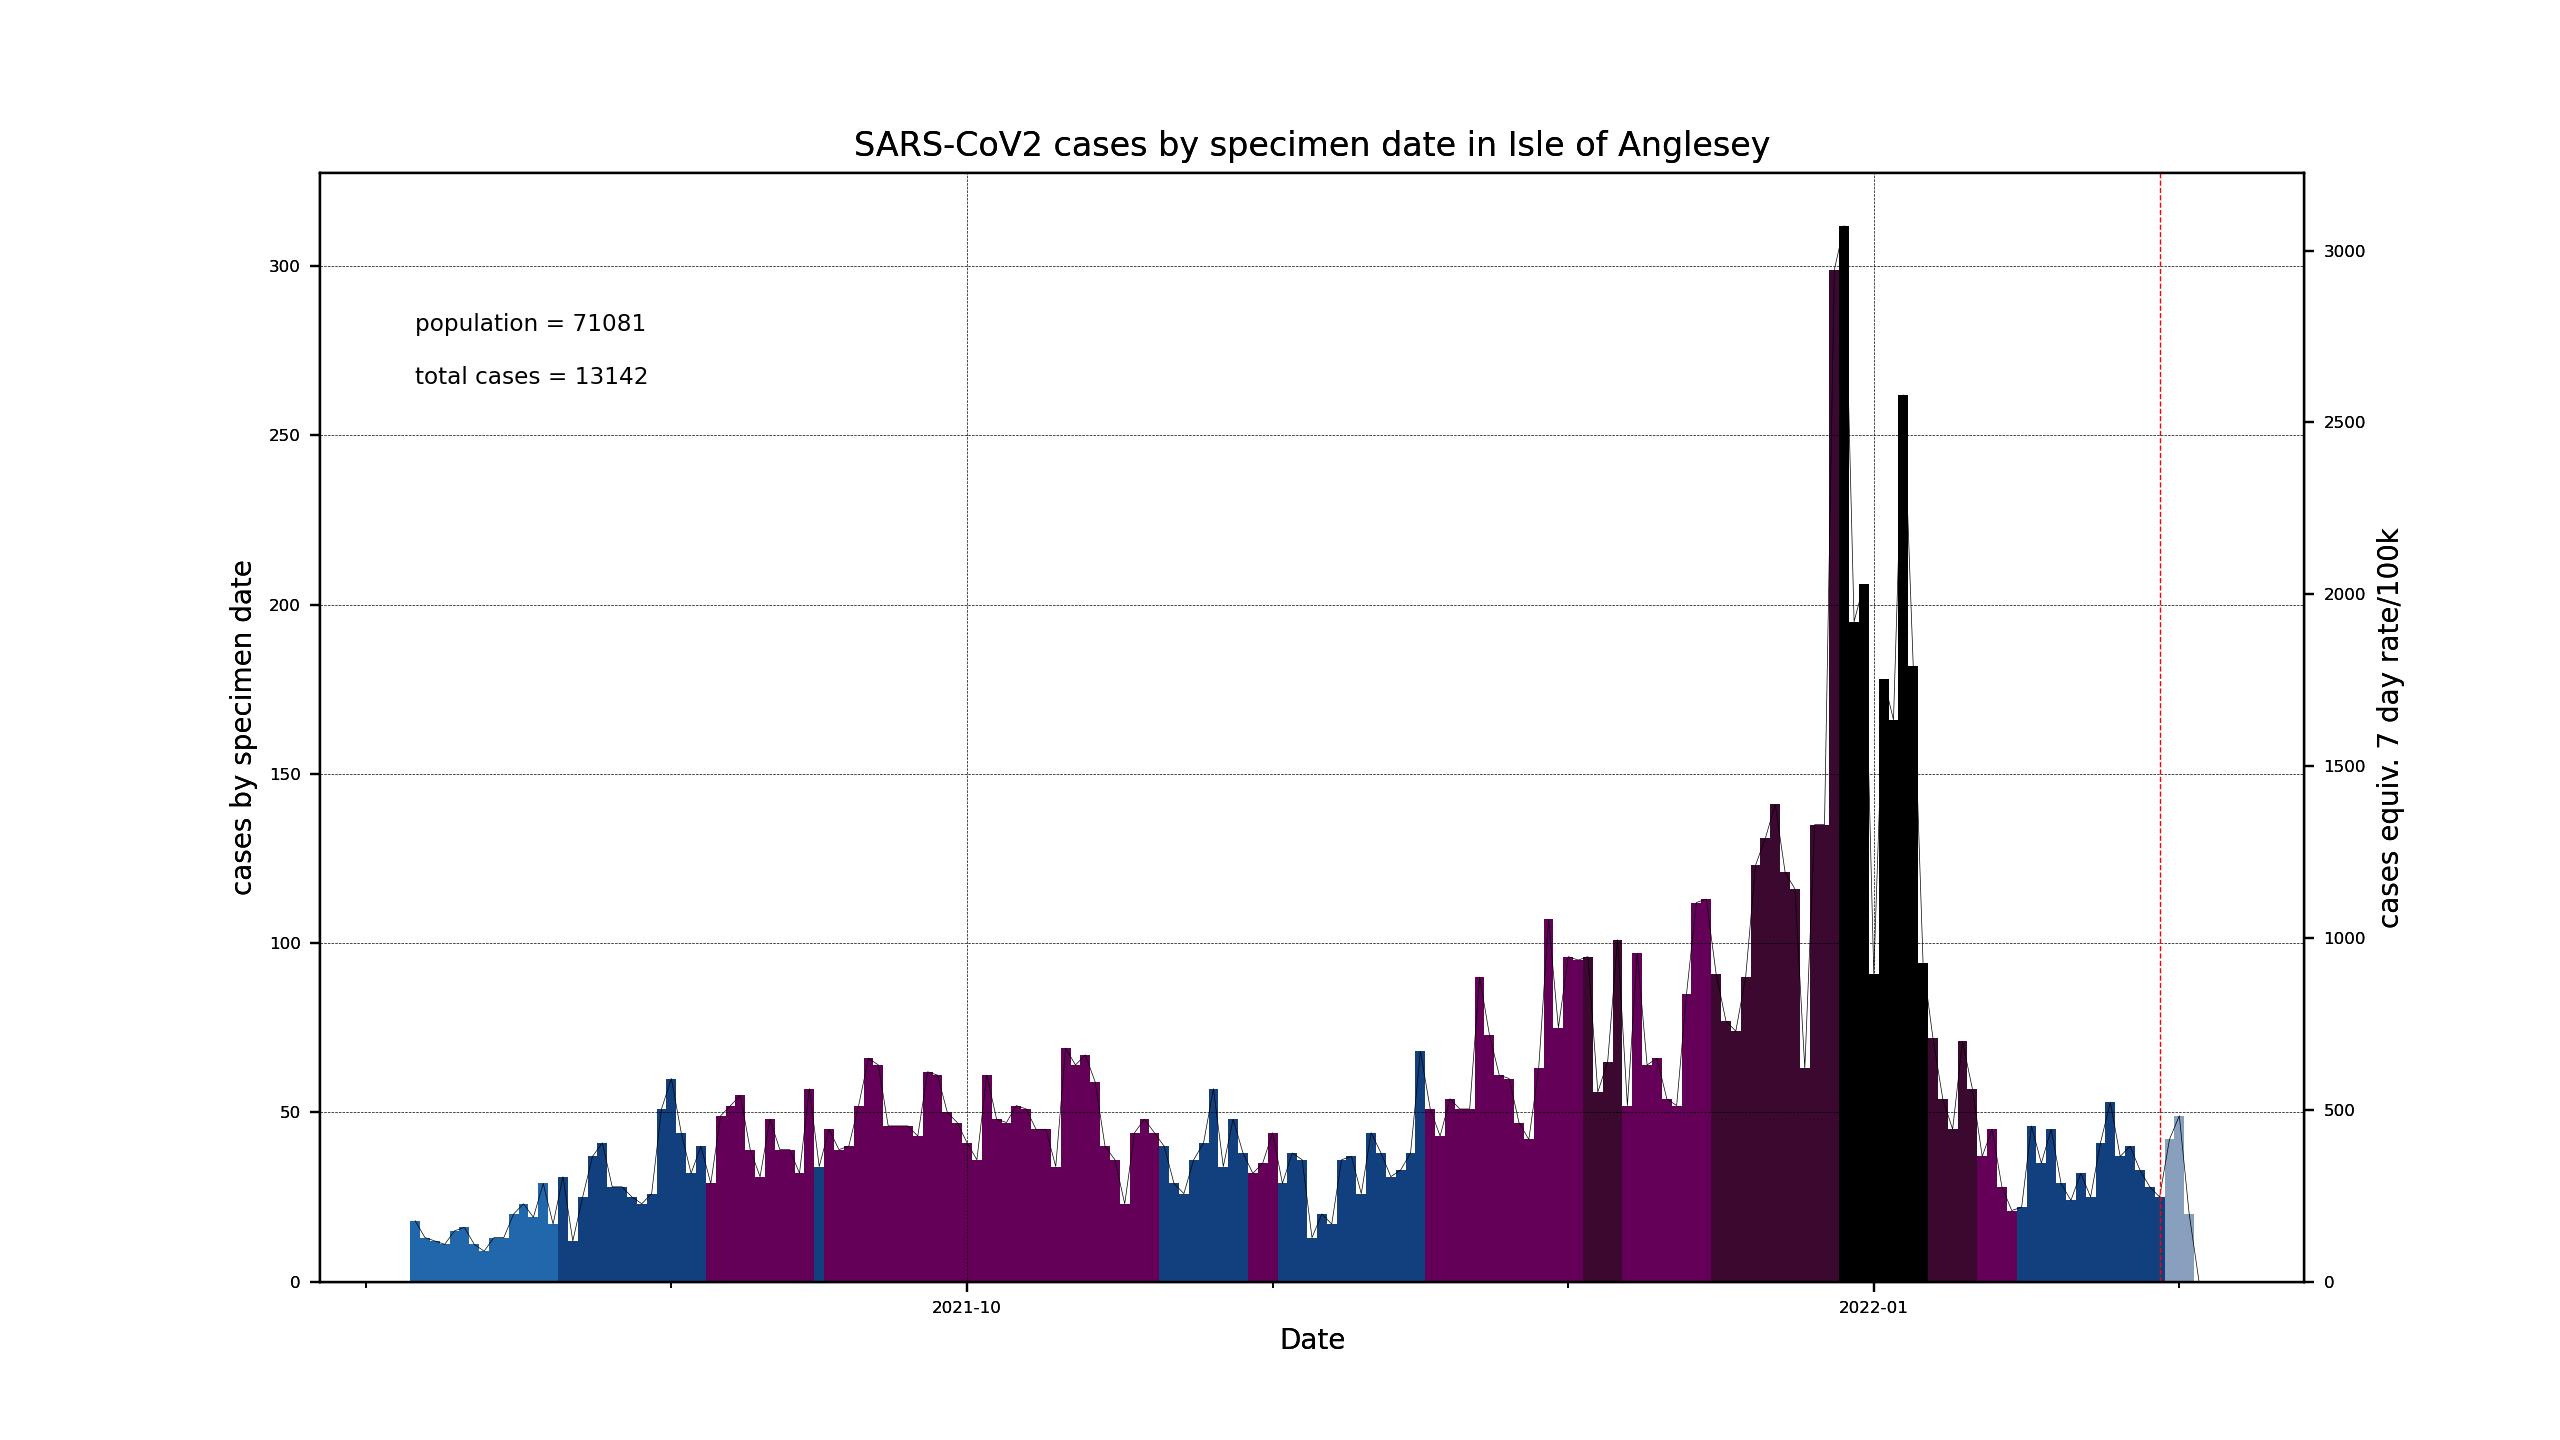 SARS-CoV2 cases by specimen date in Isle of Anglesey
population = 71081
total cases = 13142
cases by specimen date
300
250
200
150
100
50
0
3000
2500
2000
1500
1000
500
0
cases equiv. 7 day rate/100k
2021-10
2022-01
Date